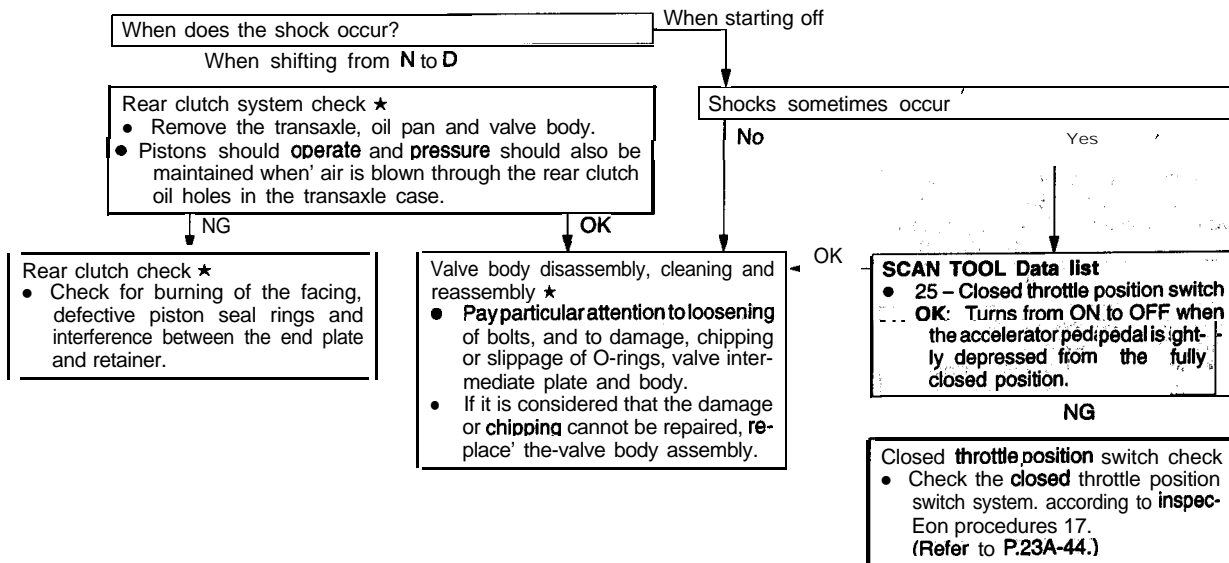 When does the shock occur?
When starting off
When shifting from N to D
Rear clutch system check ★
● Remove the transaxle, oil pan and valve body.
● Pistons should operate and pressure should also be
maintained when' air is blown through the rear clutch
oil holes in the transaxle case.
Shocks sometimes occur
No
Yes
NG
OK
Rear clutch check ★
● Check for burning of the facing,
defective piston seal rings and
interference between the end plate
and retainer.
Valve body disassembly, cleaning and
reassembly ★
● Pay particular attention to loosening
of bolts, and to damage, chipping
or slippage of O-rings, valve inter-
mediate plate and body.
● If it is considered that the damage
or chipping cannot be repaired, re-
place' the-valve body assembly.
OK
SCAN TOOL Data list
● 25 – Closed throttle position switch
OK: Turns from ON to OFF when
the accelerator ped pedal is ight-
ly depressed from the fully
closed position.
NG
Closed throttle position switch check
● Check the closed throttle position
switch system. according to inspec-
Eon procedures 17.
(Refer to P.23A-44.)